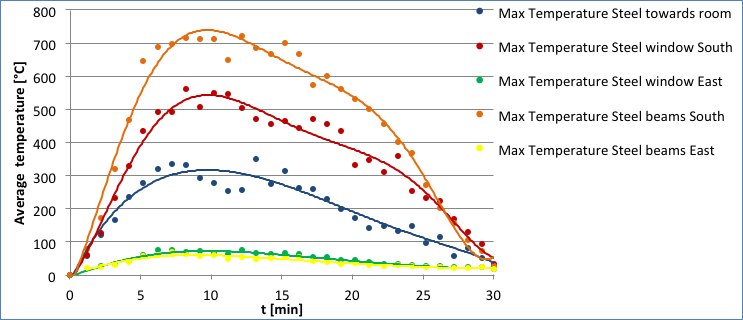 800
700
600
500
400
300
200
100
0
Average temperature [°C]
0 5 10 15 20 25 30
t [min]
Max Temperature Steel towards room
Max Temperature Steel window South
Max Temperature Steel window East
Max Temperature Steel beams South
Max Temperature Steel beams East